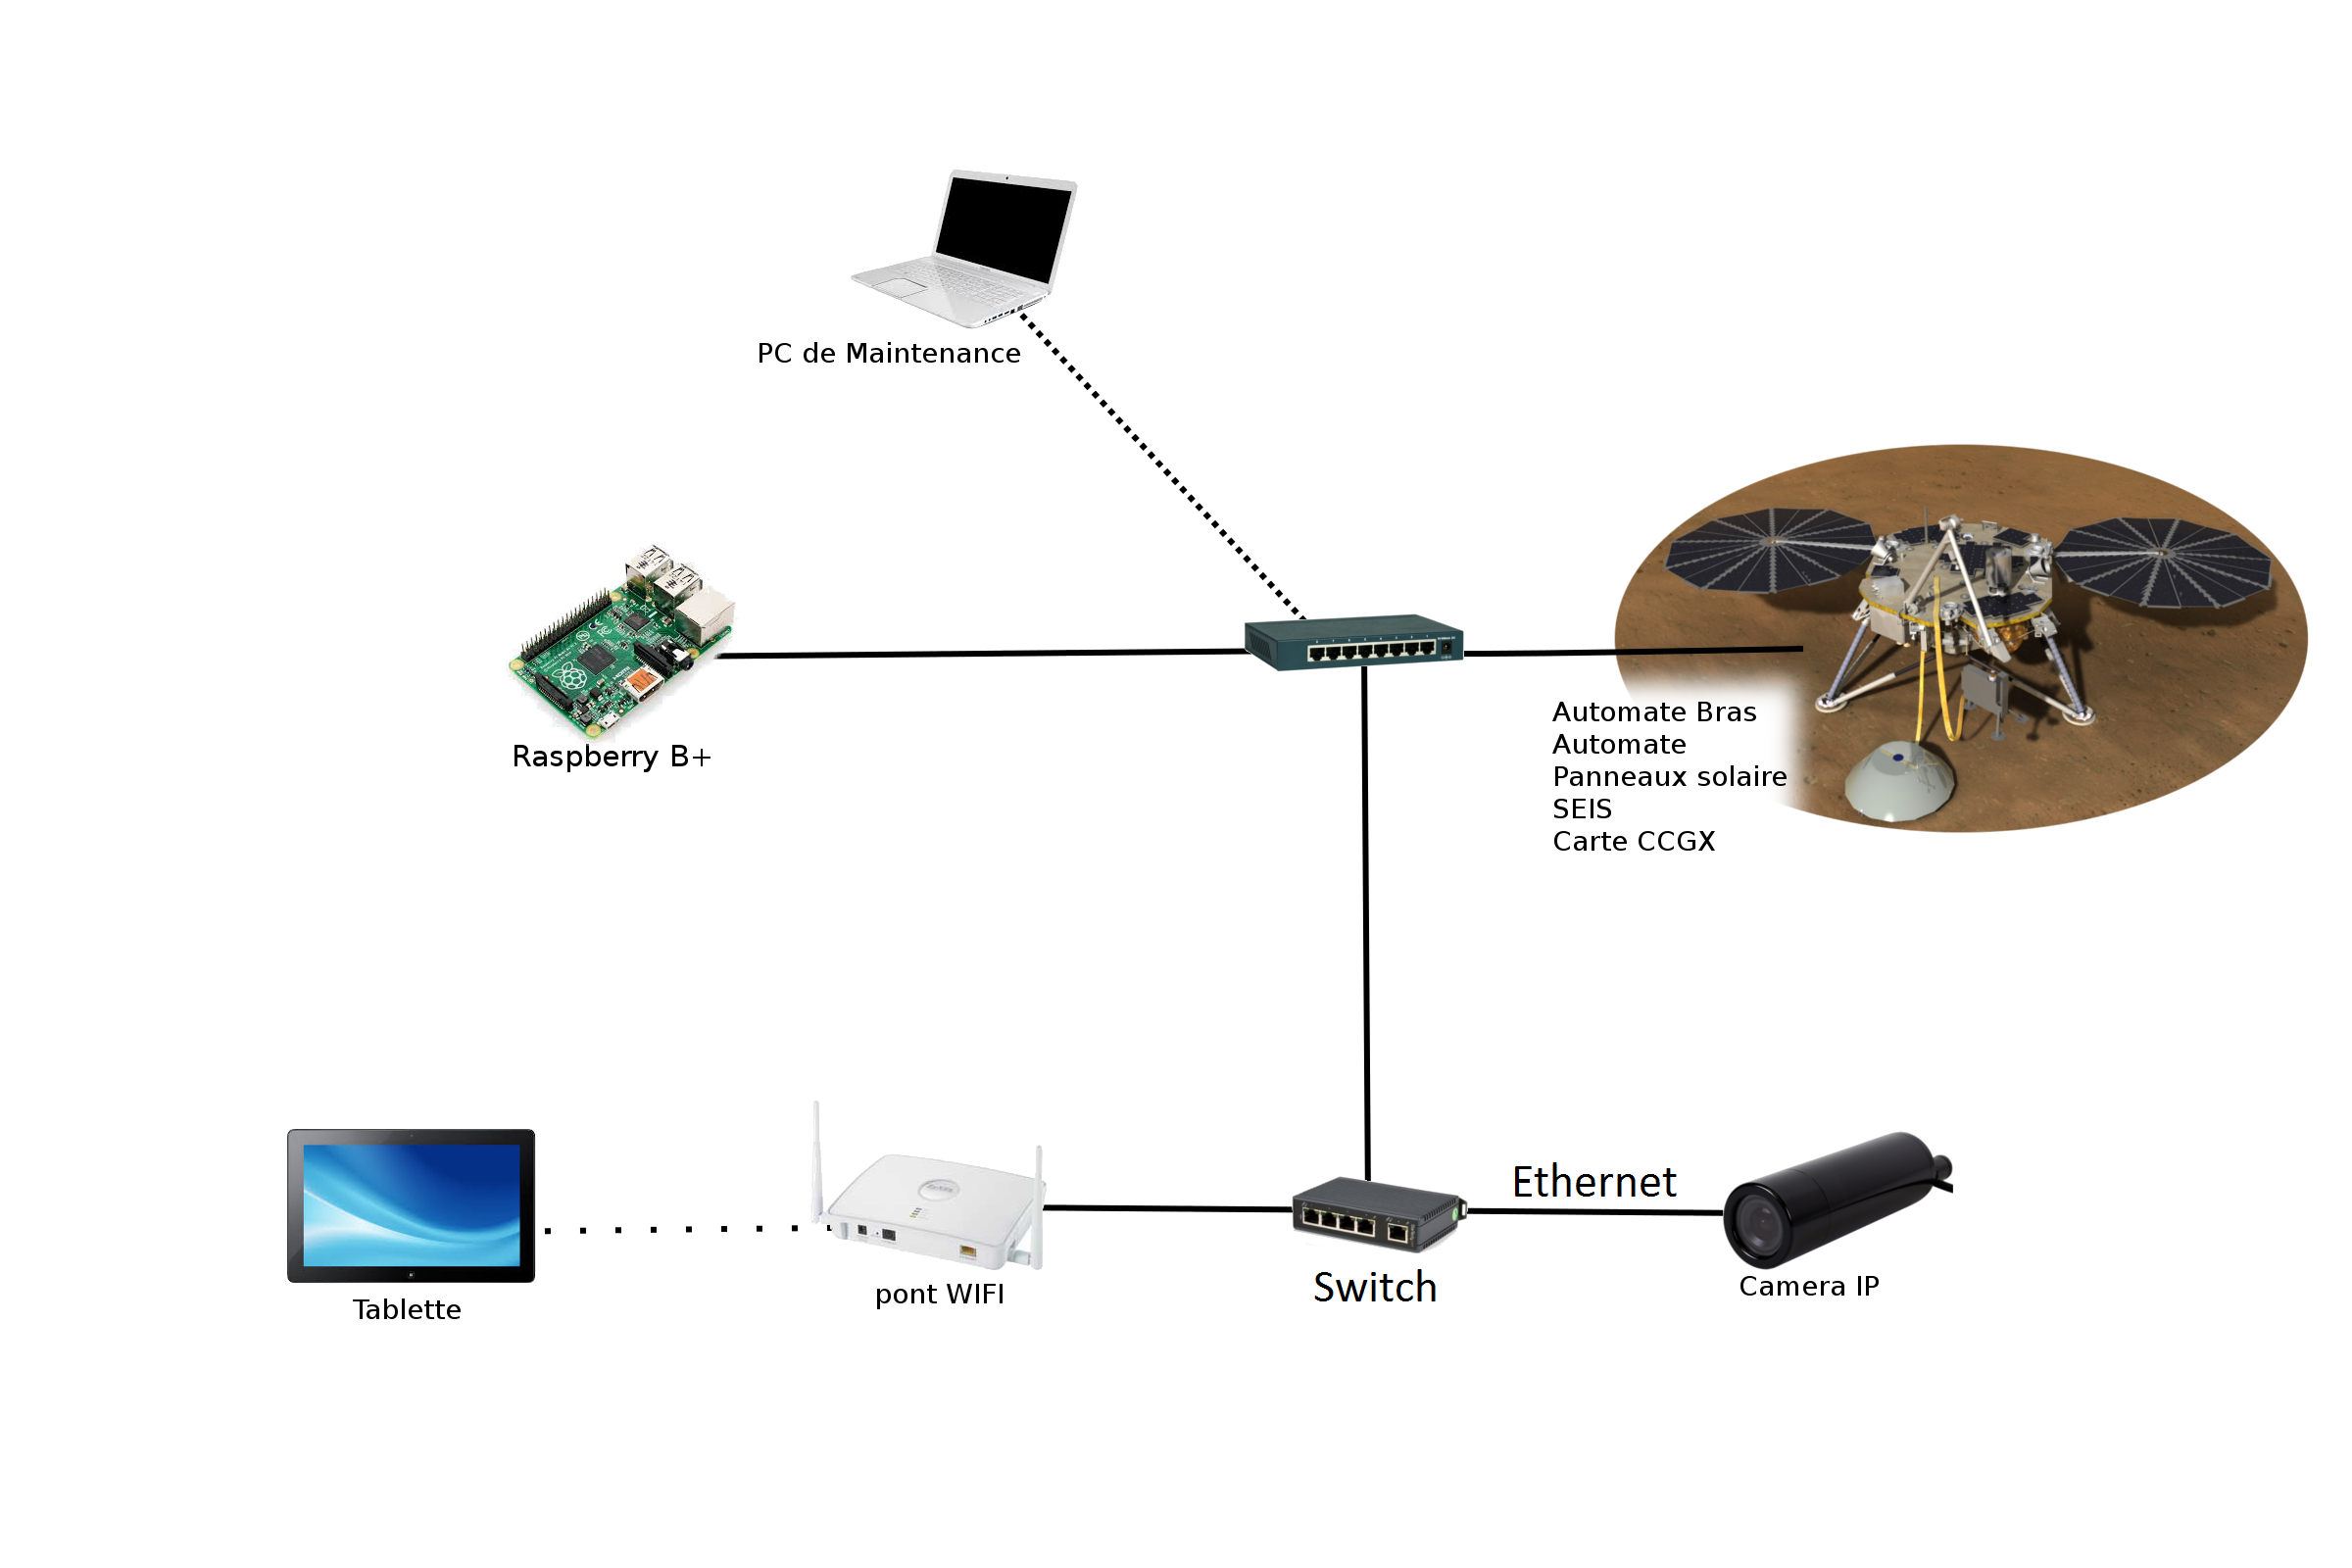 PC de Maintenance
Raspberry B+
Automate Bras
Automate
Panneaux solaire
SEIS
Carte CCGX
Ethernet
Tablette
pont WIFI
Switch
Camera IP